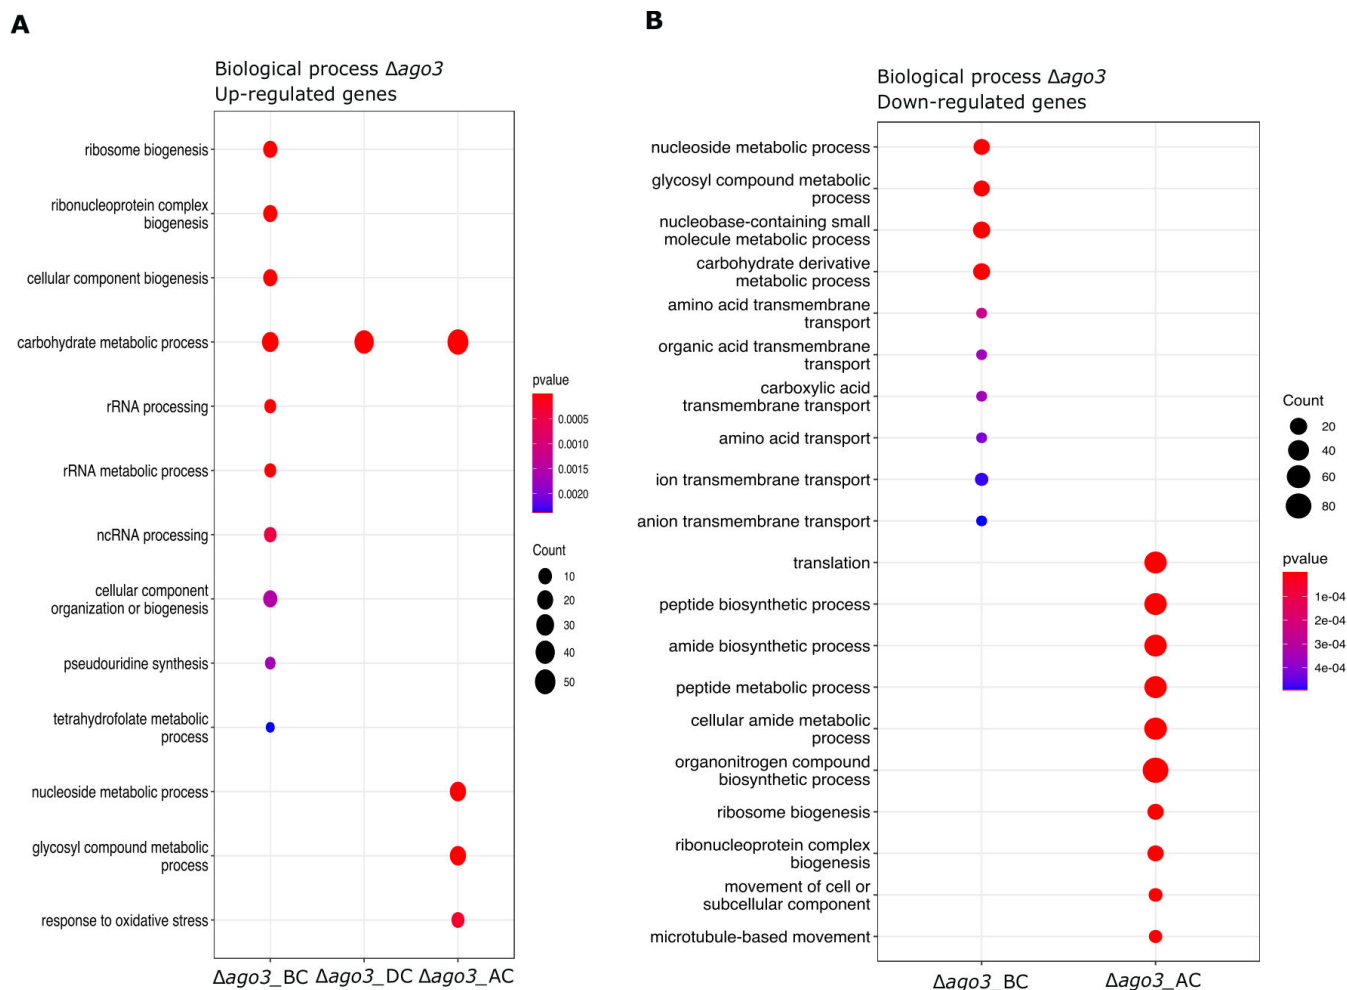 A
Biological process Δago3
Up-regulated genes
ribosome biogenesis
ribonucleoprotein complex
biogenesis
cellular component biogenesis
carbohydrate metabolic process
rRNA processing
rRNA metabolic process
ncRNA processing
cellular component
organization or biogenesis
pseudouridine synthesis
tetrahydrofolate metabolic
process
nucleoside metabolic process
glycosyl compound metabolic
process
response to oxidative stress
Δago3_BC Δago3_DC Δago3_AC
pvalue
0.0005
0.0010
0.0015
0.0020
Count
10
20
30
40
50
B
Biological process Δago3
Down-regulated genes
nucleoside metabolic process
glycosyl compound metabolic
process
nucleobase-containing small
molecule metabolic process
carbohydrate derivative
metabolic process
amino acid transmembrane
transport
organic acid transmembrane
transport
carboxylic acid
transmembrane transport
amino acid transport
ion transmembrane transport
anion transmembrane transport
translation
peptide biosynthetic process
amide biosynthetic process
peptide metabolic process
cellular amide metabolic
process
organonitrogen compound
biosynthetic process
ribosome biogenesis
ribonucleoprotein complex
biogenesis
movement of cell or
subcellular component
microtubule-based movement
Δago3_BC Δago3_AC
Count
20
40
60
80
pvalue
1e-04
2e-04
3e-04
4e-04